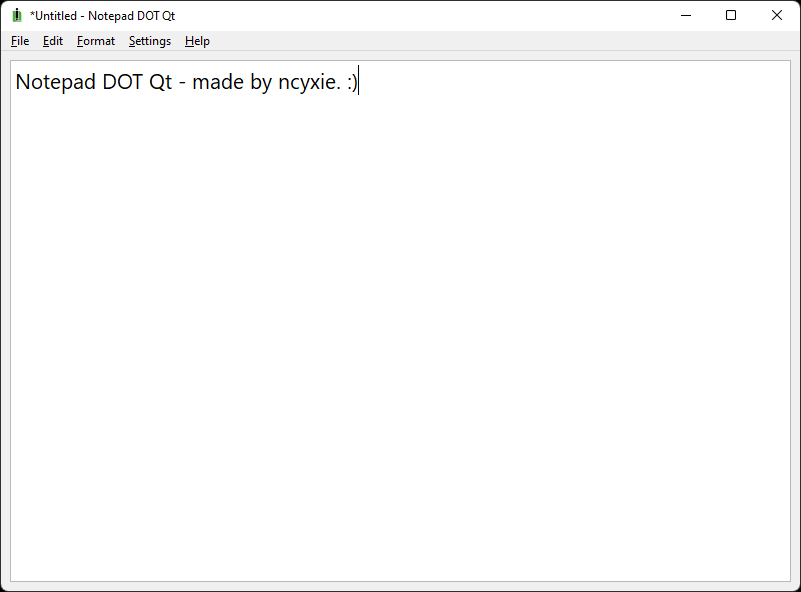 *Untitled - Notepad DOT Qt
File Edit Format Settings Help
Notepad DOT Qt - made by ncyxie. :)